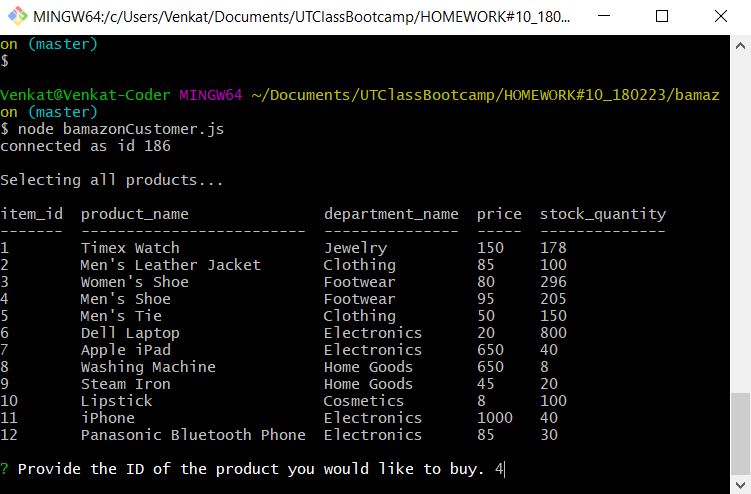 MINGW64:/c/Users/Venkat/Documents/UTClassBootcamp/HOMEWORK#10_180...
on (master)
$
Venkat@Venkat-Coder MINGW64 ~/Documents/UTClassBootcamp/HOMEWORK#10_180223/bamaz
on (master)
$ node bamazonCustomer.js
connected as id 186
Selecting all products...
item_id  product_name               department_name  price  stock_quantity
-------  -------------------------  ---------------  -----  --------------
1        Timex Watch                Jewelry          150    178
2        Men's Leather Jacket       Clothing         85     100
3        Women's Shoe               Footwear         80     296
4        Men's Shoe                 Footwear         95     205
5        Men's Tie                  Clothing         50     150
6        Dell Laptop                Electronics      20     800
7        Apple iPad                 Electronics      650    40
8        Washing Machine            Home Goods       650    8
9        Steam Iron                 Home Goods       45     20
10       Lipstick                   Cosmetics        8      100
11       iPhone                     Electronics      1000   40
12       Panasonic Bluetooth Phone  Electronics      85     30
? Provide the ID of the product you would like to buy. 4